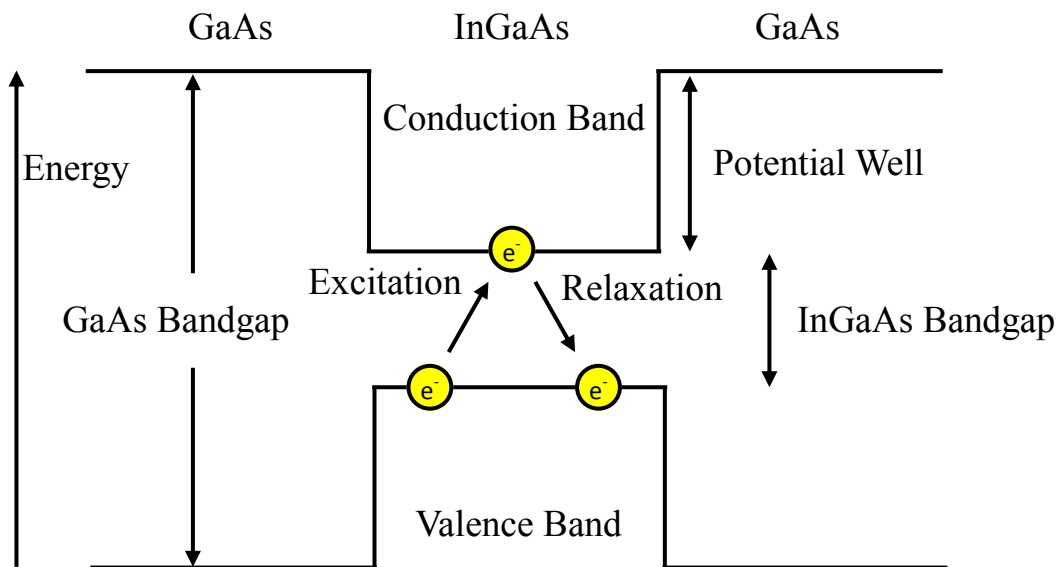 GaAs
InGaAs
GaAs
Conduction Band
Energy
Potential Well
e-
Excitation
Relaxation
GaAs Bandgap
InGaAs Bandgap
e-
e-
Valence Band